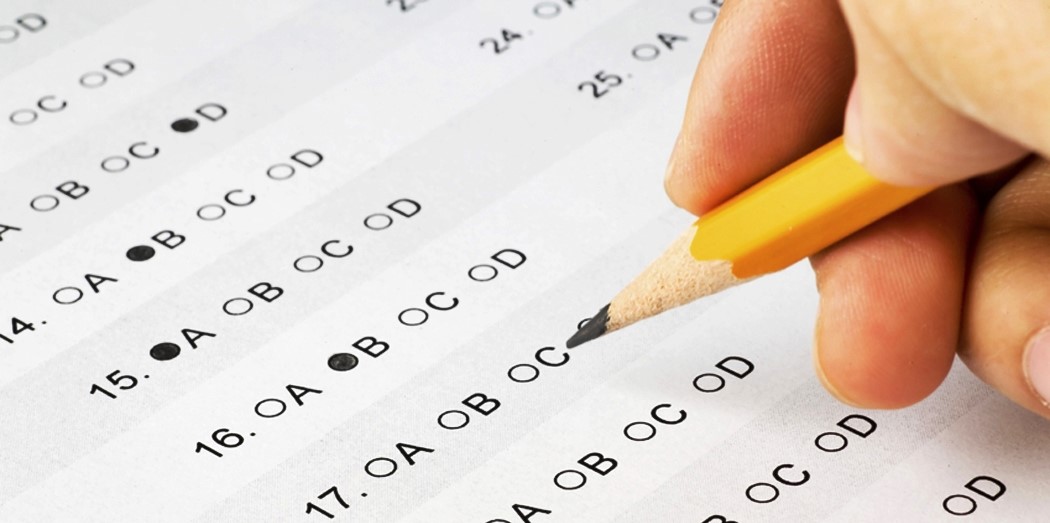 D
C D
B C D
14. A B C D
15. A B C D
16. A B C D
17. A B C
A B C D
B C D
D
24. A
25. A